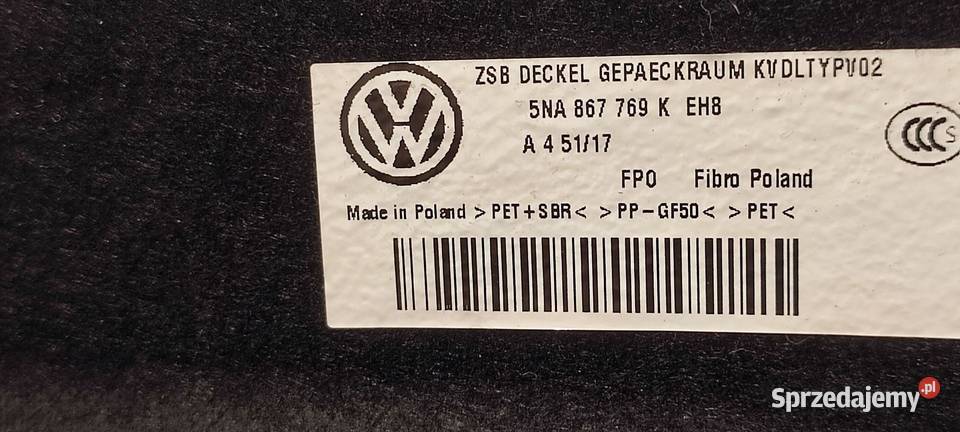 ZSB DECKEL GEPAECKRAUM KVDLTYPV02
5NA 867 769 K EH8
A 4 51/17
CCC S
FPO Fibro Poland
Made in Poland >PET+SBR< >PP-GF50< >PET<
Sprzedajemy.pl